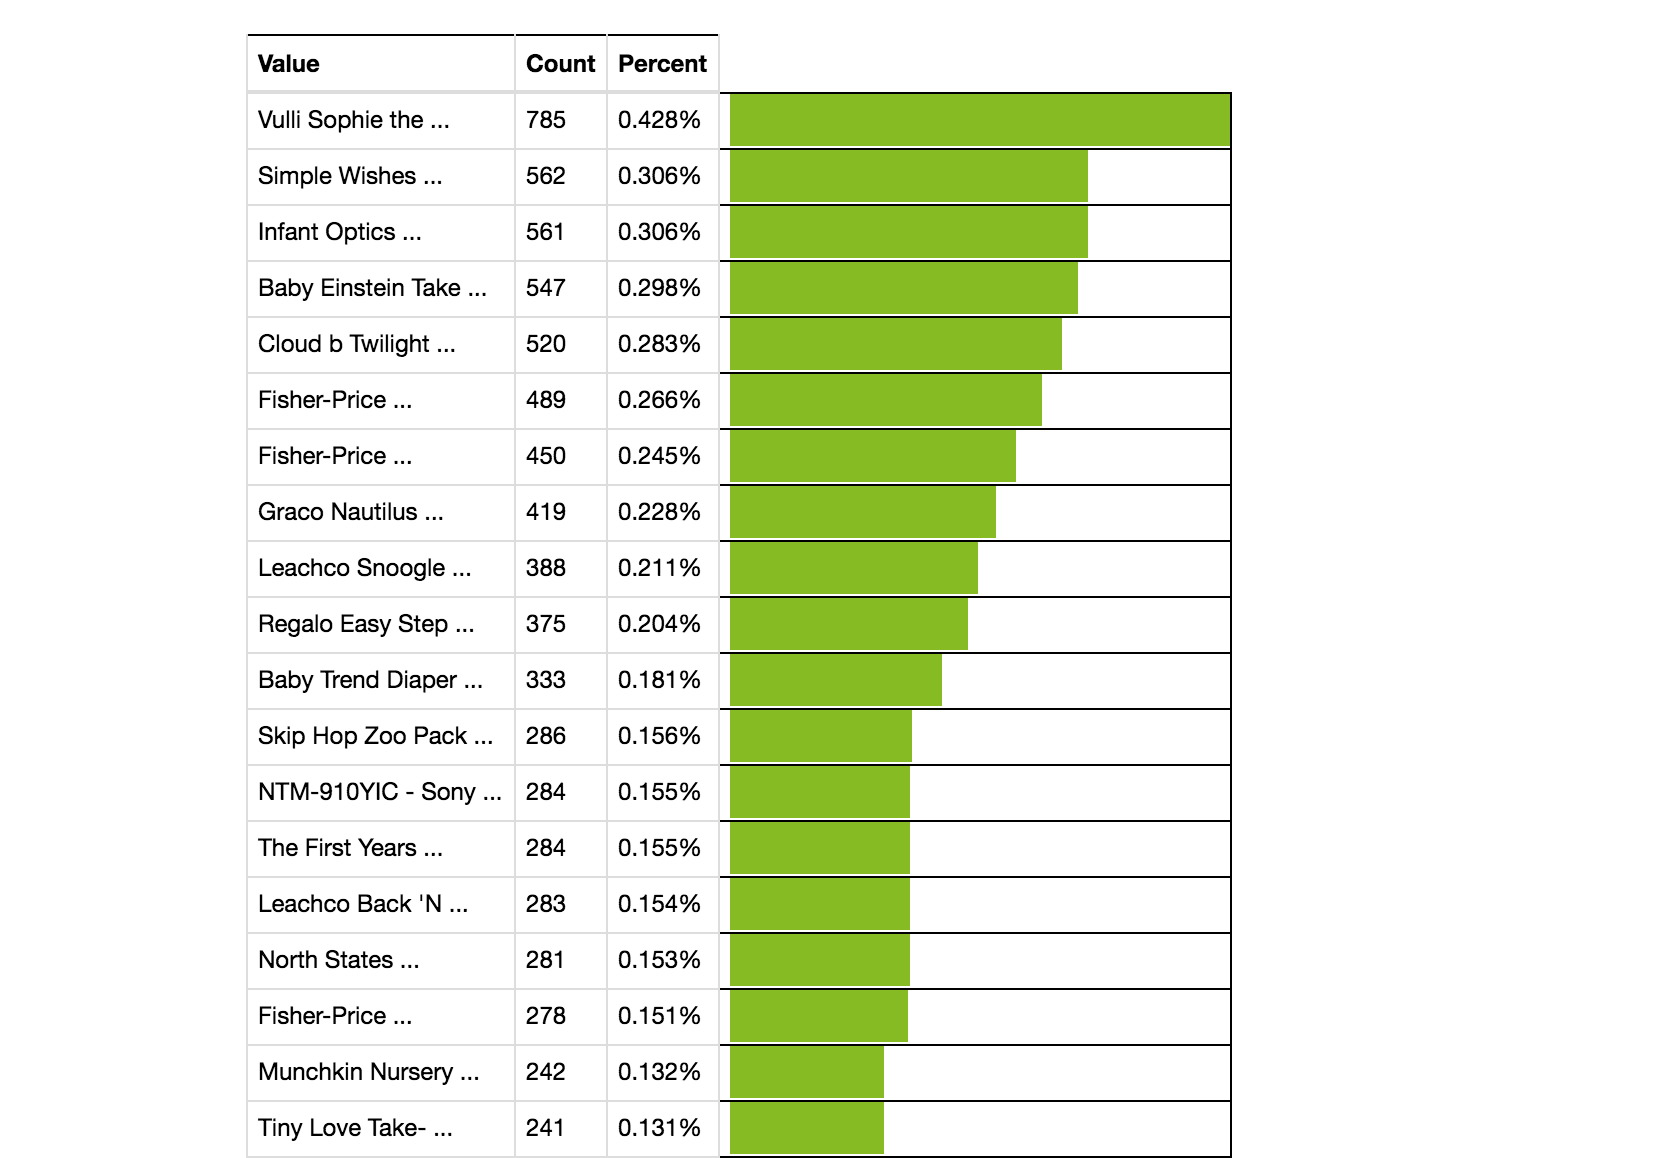 Value Count Percent
Vulli Sophie the ... 785 0.428%
Simple Wishes ... 562 0.306%
Infant Optics ... 561 0.306%
Baby Einstein Take ... 547 0.298%
Cloud b Twilight ... 520 0.283%
Fisher-Price ... 489 0.266%
Fisher-Price ... 450 0.245%
Graco Nautilus ... 419 0.228%
Leachco Snoogle ... 388 0.211%
Regalo Easy Step ... 375 0.204%
Baby Trend Diaper ... 333 0.181%
Skip Hop Zoo Pack ... 286 0.156%
NTM-910YIC - Sony ... 284 0.155%
The First Years ... 284 0.155%
Leachco Back 'N ... 283 0.154%
North States ... 281 0.153%
Fisher-Price ... 278 0.151%
Munchkin Nursery ... 242 0.132%
Tiny Love Take- ... 241 0.131%